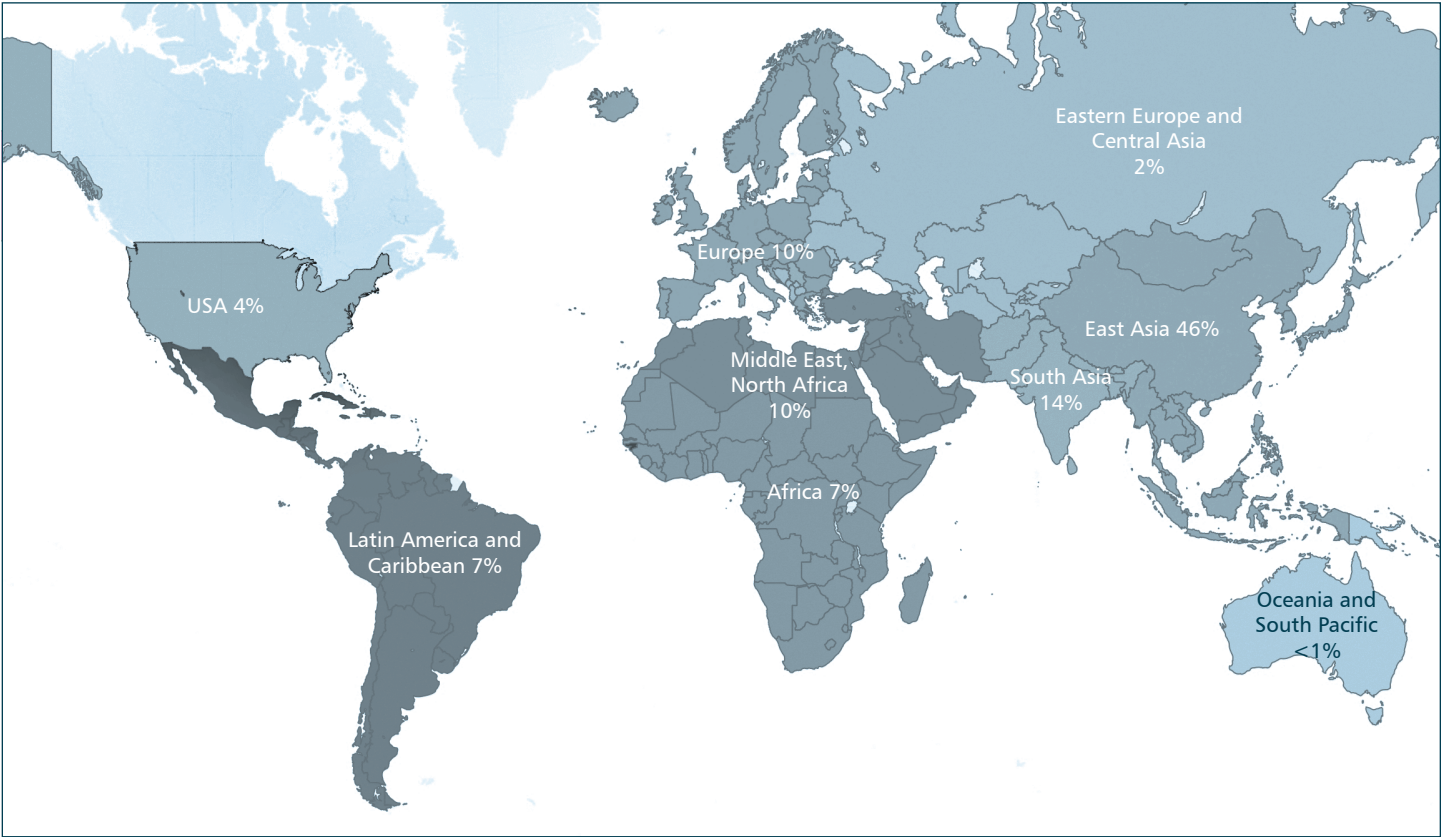 Eastern Europe and
Central Asia
2%
Europe 10%
USA 4%
East Asia 46%
Middle East,
North Africa
10%
South Asia
14%
Africa 7%
Latin America and
Caribbean 7%
Oceania and
South Pacific
<1%